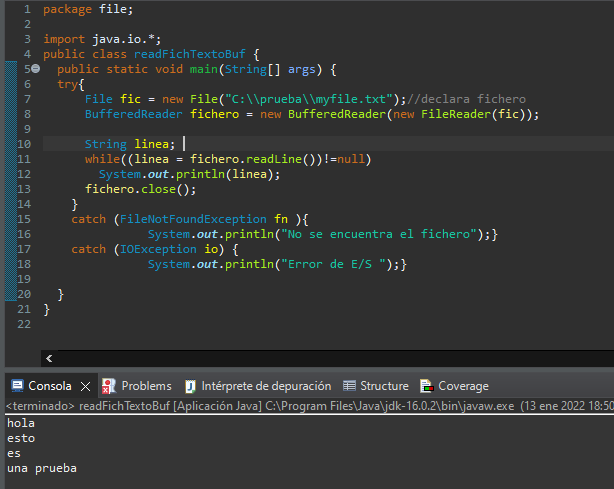 1 package file;
2
3 import java.io.*;
4 public class readFichTextoBuf {
5 public static void main(String[] args) {
6 try{
7 File fic = new File("C:\\prueba\\myfile.txt");//declara fichero
8 BufferedReader fichero = new BufferedReader(new FileReader(fic));
9
10 String linea;
11 while((linea = fichero.readLine())!=null)
12 System.out.println(linea);
13 fichero.close();
14 }
15 catch (FileNotFoundException fn ){
16 System.out.println("No se encuentra el fichero");}
17 catch (IOException io) {
18 System.out.println("Error de E/S ");}
19
20 }
21 }
22
Consola Problems Intérprete de depuración Structure Coverage
<terminado> readFichTextoBuf [Aplicación Java] C:\Program Files\Java\jdk-16.0.2\bin\javaw.exe (13 ene 2022 18:50
hola
esto
es
una prueba